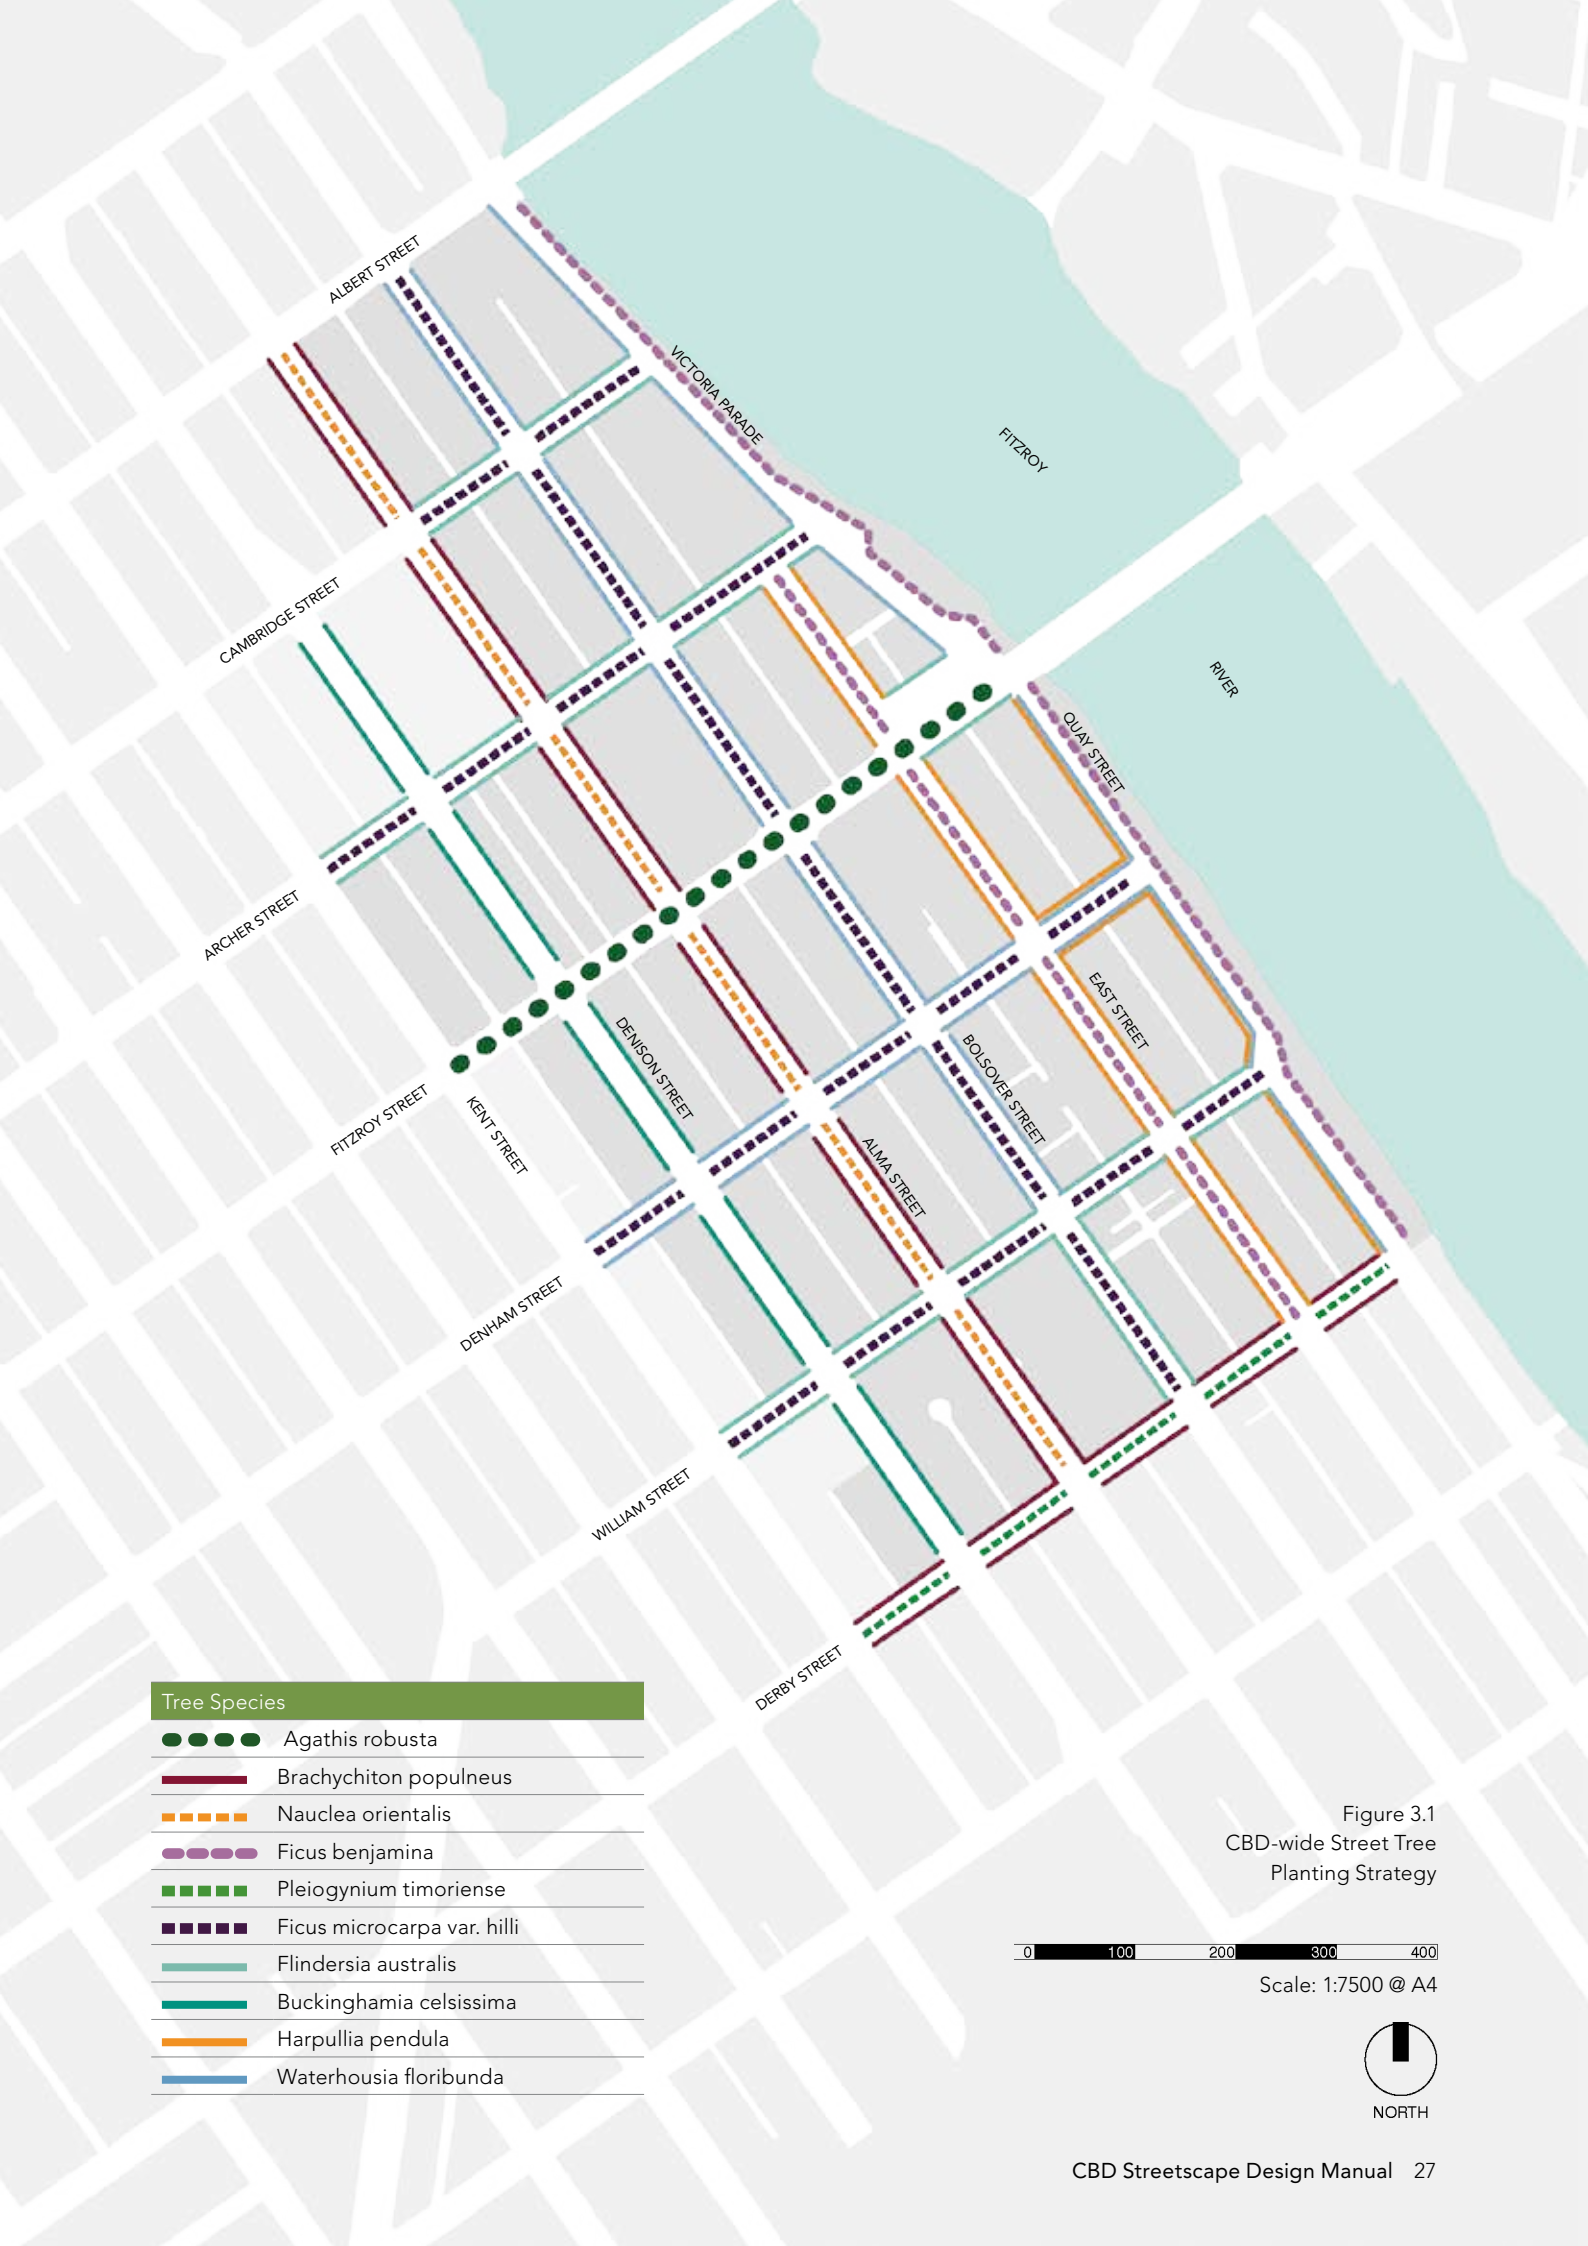 ALBERT STREET
VICTORIA PARADE
FITZROY
CAMBRIDGE STREET
RIVER
QUAY STREET
ARCHER STREET
EAST STREET
DENISON STREET
BOLSOVER STREET
FITZROY STREET
KENT STREET
ALMA STREET
DENHAM STREET
WILLIAM STREET
DERBY STREET
Tree Species
Agathis robusta
Brachychiton populneus
Nauclea orientalis
Ficus benjamina
Pleiogynium timoriense
Ficus microcarpa var. hilli
Flindersia australis
Buckinghamia celsissima
Harpullia pendula
Waterhousia floribunda
Figure 3.1
CBD-wide Street Tree
Planting Strategy
0 100 200 300 400
Scale: 1:7500 @ A4
NORTH
CBD Streetscape Design Manual 27